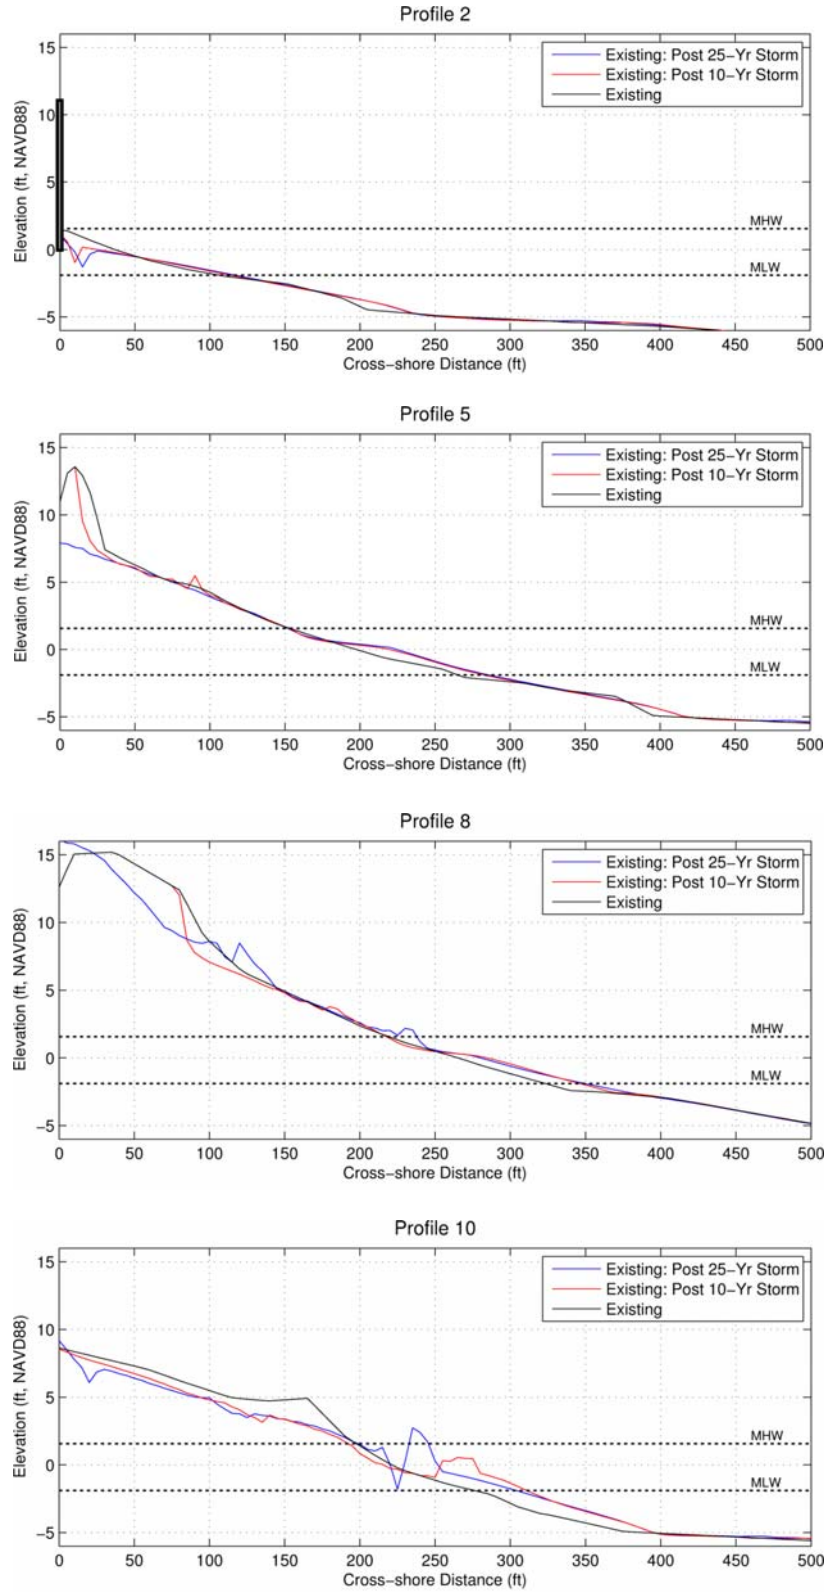 Profile 2
15
10
5
0
−5
Elevation (ft, NAVD88)
Existing: Post 25−Yr Storm
Existing: Post 10−Yr Storm
Existing
MHW
MLW
0 50 100 150 200 250 300 350 400 450 500
Cross−shore Distance (ft)
Profile 5
15
10
5
0
−5
Elevation (ft, NAVD88)
Existing: Post 25−Yr Storm
Existing: Post 10−Yr Storm
Existing
MHW
MLW
0 50 100 150 200 250 300 350 400 450 500
Cross−shore Distance (ft)
Profile 8
15
10
5
0
−5
Elevation (ft, NAVD88)
Existing: Post 25−Yr Storm
Existing: Post 10−Yr Storm
Existing
MHW
MLW
0 50 100 150 200 250 300 350 400 450 500
Cross−shore Distance (ft)
Profile 10
15
10
5
0
−5
Elevation (ft, NAVD88)
Existing: Post 25−Yr Storm
Existing: Post 10−Yr Storm
Existing
MHW
MLW
0 50 100 150 200 250 300 350 400 450 500
Cross−shore Distance (ft)